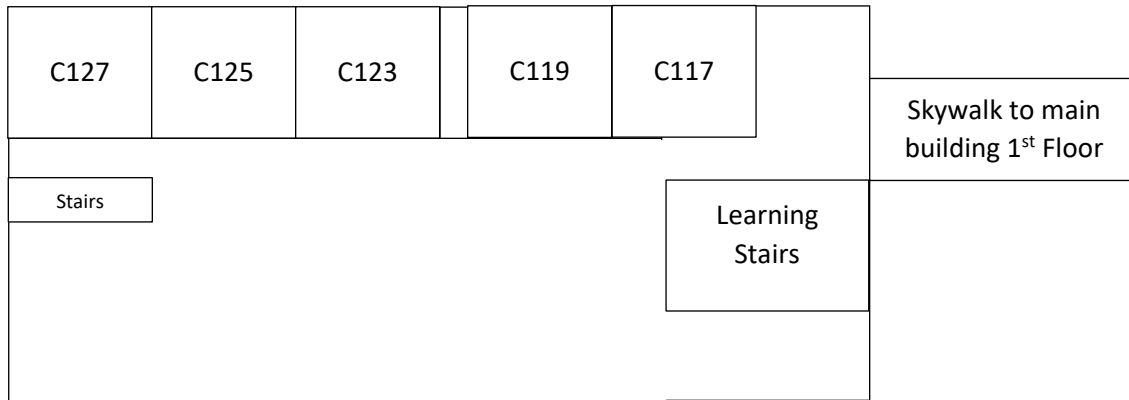 C127
C125
C123
C119
C117
Skywalk to main
building 1st Floor
Stairs
Learning
Stairs